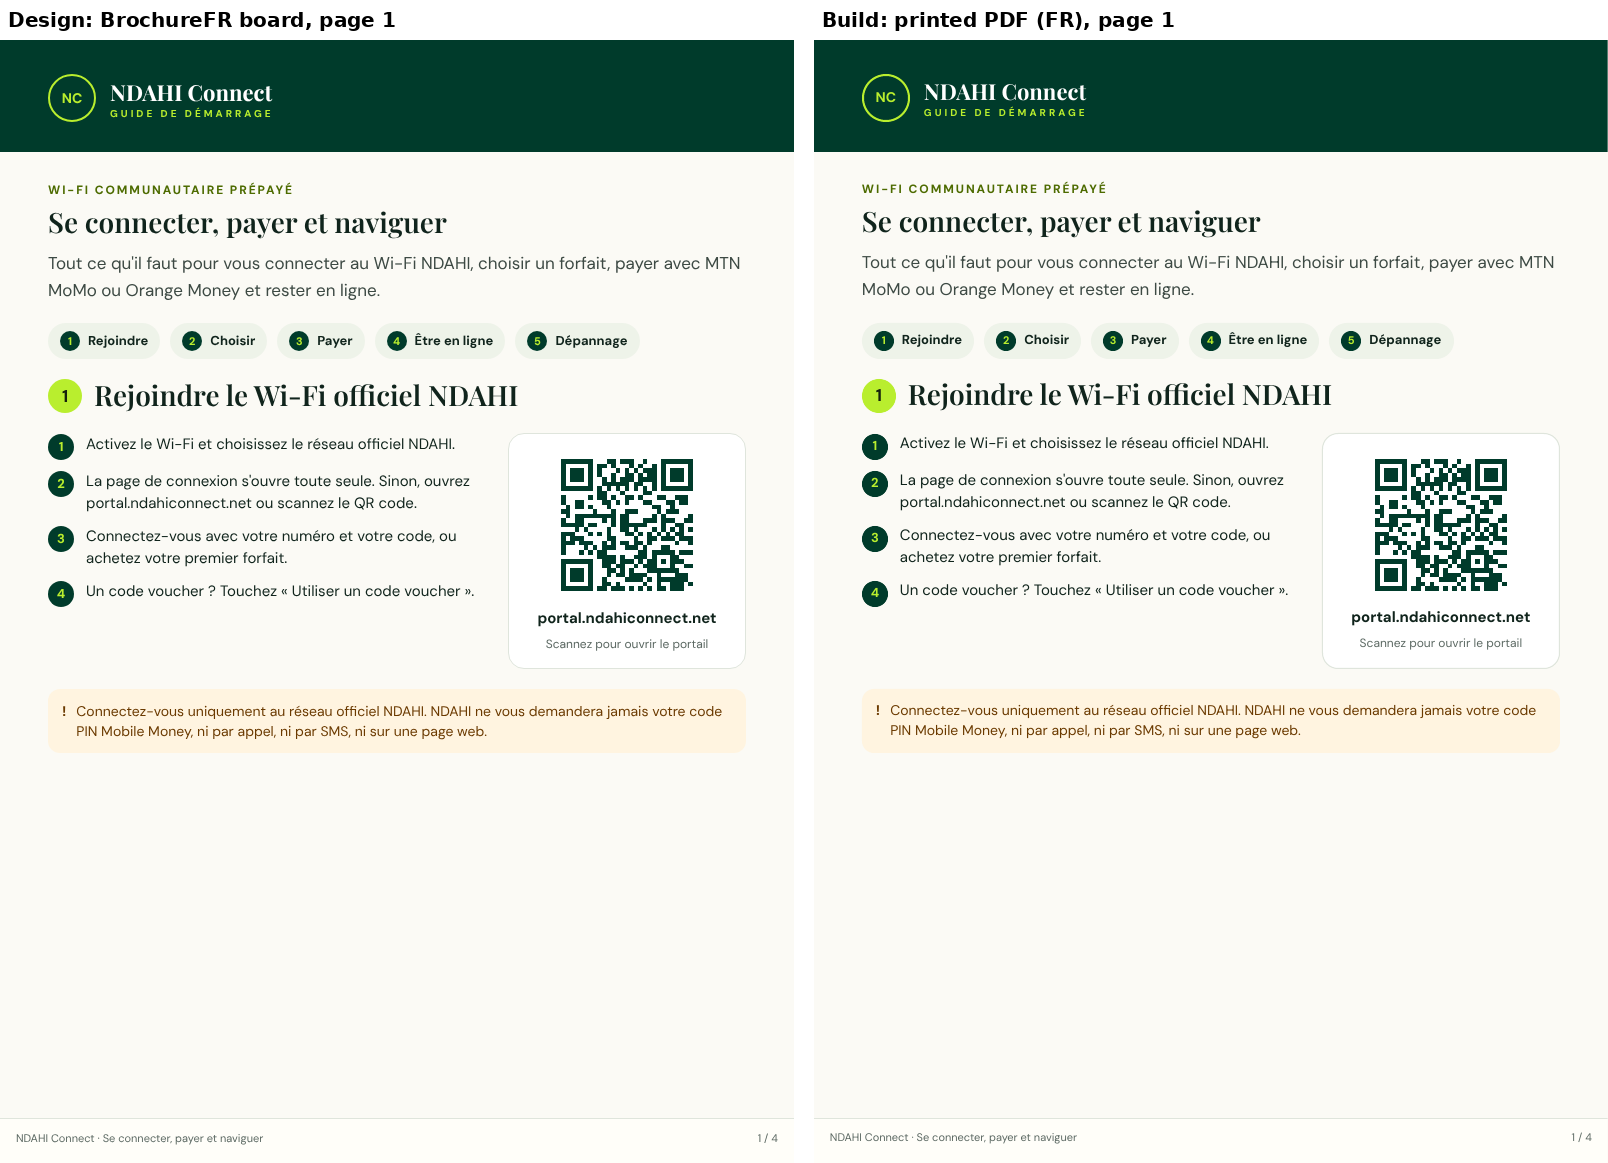 Design: BrochureFR board, page 1
NC
NDAHI Connect
GUIDE DE DÉMARRAGE
WI-FI COMMUNAUTAIRE PRÉPAYÉ
Se connecter, payer et naviguer
Tout ce qu'il faut pour vous connecter au Wi-Fi NDAHI, choisir un forfait, payer avec MTN
MoMo ou Orange Money et rester en ligne.
1 Rejoindre 2 Choisir 3 Payer 4 Être en ligne 5 Dépannage
1 Rejoindre le Wi-Fi officiel NDAHI
1 Activez le Wi-Fi et choisissez le réseau officiel NDAHI.
2 La page de connexion s'ouvre toute seule. Sinon, ouvrez
portal.ndahiconnect.net ou scannez le QR code.
3 Connectez-vous avec votre numéro et votre code, ou
achetez votre premier forfait.
4 Un code voucher ? Touchez « Utiliser un code voucher ».
portal.ndahiconnect.net
Scannez pour ouvrir le portail
! Connectez-vous uniquement au réseau officiel NDAHI. NDAHI ne vous demandera jamais votre code
PIN Mobile Money, ni par appel, ni par SMS, ni sur une page web.
NDAHI Connect · Se connecter, payer et naviguer
1 / 4
Build: printed PDF (FR), page 1
NC
NDAHI Connect
GUIDE DE DÉMARRAGE
WI-FI COMMUNAUTAIRE PRÉPAYÉ
Se connecter, payer et naviguer
Tout ce qu'il faut pour vous connecter au Wi-Fi NDAHI, choisir un forfait, payer avec MTN
MoMo ou Orange Money et rester en ligne.
1 Rejoindre 2 Choisir 3 Payer 4 Être en ligne 5 Dépannage
1 Rejoindre le Wi-Fi officiel NDAHI
1 Activez le Wi-Fi et choisissez le réseau officiel NDAHI.
2 La page de connexion s'ouvre toute seule. Sinon, ouvrez
portal.ndahiconnect.net ou scannez le QR code.
3 Connectez-vous avec votre numéro et votre code, ou
achetez votre premier forfait.
4 Un code voucher ? Touchez « Utiliser un code voucher ».
portal.ndahiconnect.net
Scannez pour ouvrir le portail
! Connectez-vous uniquement au réseau officiel NDAHI. NDAHI ne vous demandera jamais votre code
PIN Mobile Money, ni par appel, ni par SMS, ni sur une page web.
NDAHI Connect · Se connecter, payer et naviguer
1 / 4